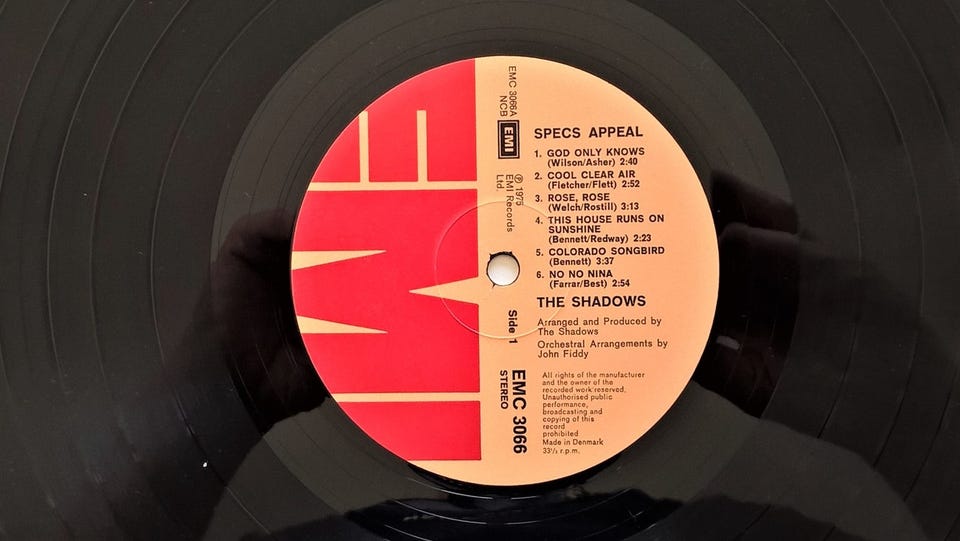 EMI
EMC 3066A
NCB
EMI
℗ 1975
EMI Records
Ltd.
SPECS APPEAL
1. GOD ONLY KNOWS
(Wilson/Asher) 2:40
2. COOL CLEAR AIR
(Fletcher/Flett) 2:52
3. ROSE, ROSE
(Welch/Rostill) 3:13
4. THIS HOUSE RUNS ON
SUNSHINE
(Bennett/Redway) 2:23
5. COLORADO SONGBIRD
(Bennett) 3:37
6. NO NO NINA
(Farrar/Best) 2:54
THE SHADOWS
Side 1
Arranged and Produced by
The Shadows
Orchestral Arrangements by
John Fiddy
EMC 3066
STEREO
All rights of the manufacturer
and the owner of the
recorded work reserved.
Unauthorised public
performance,
broadcasting and
copying of this
record
prohibited
Made in Denmark
33⅓ r.p.m.